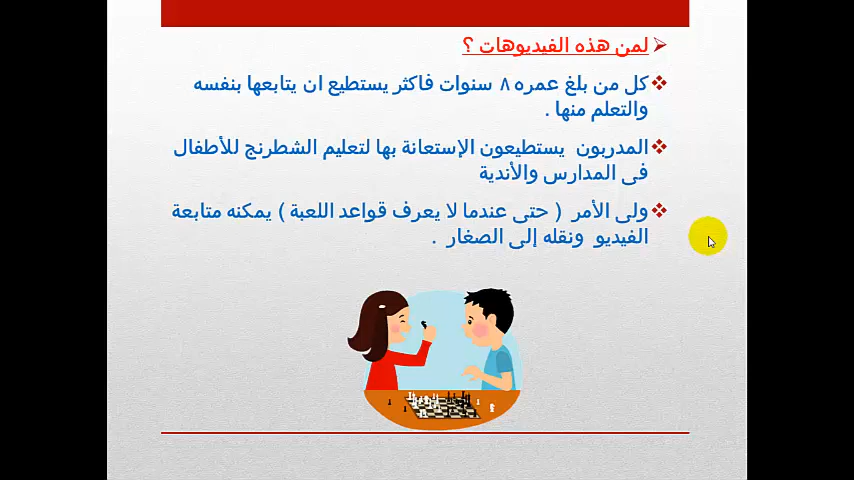 لمن هذه الفيديوهات ؟
كل من بلغ عمره ٨ سنوات فاكثر يستطيع ان يتابعها بنفسه
والتعلم منها .
المدربون يستطيعون الإستعانة بها لتعليم الشطرنج للأطفال
فى المدارس والأندية
ولى الأمر ( حتى عندما لا يعرف قواعد اللعبة ) يمكنه متابعة
الفيديو ونقله إلى الصغار .